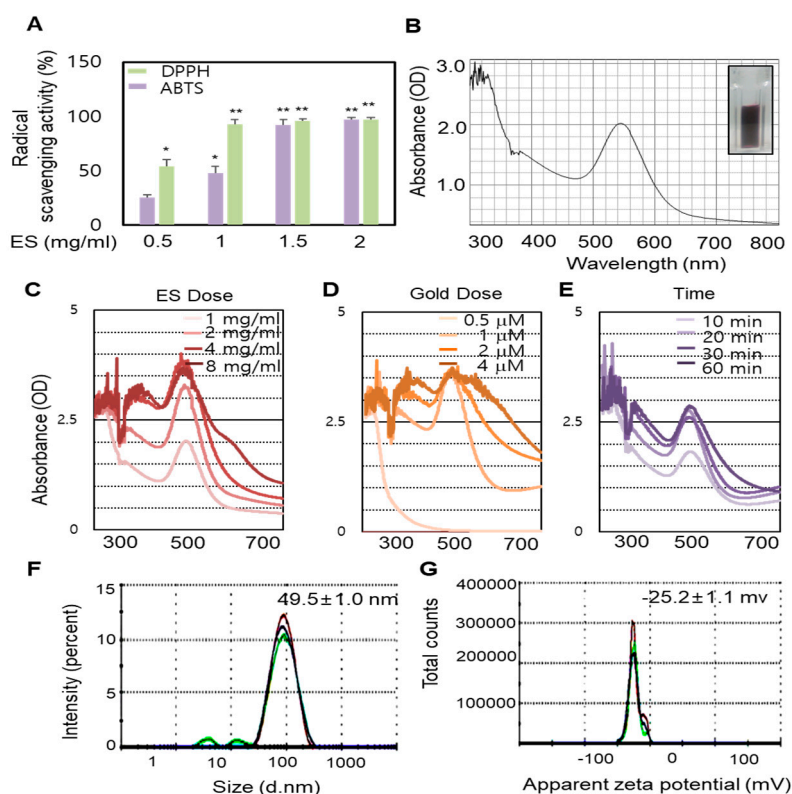 A
Radical
scavenging activity (%)
150
100
50
0
DPPH
ABTS
* ** ** ** ** **
*
ES (mg/ml)
0.5 1 1.5 2
B
Absorbance (OD)
3.0
2.0
1.0
300 400 500 600 700 800
Wavelength (nm)
C
ES Dose
Absorbance (OD)
5
2.5
0
1 mg/ml
2 mg/ml
4 mg/ml
8 mg/ml
300 500 700
D
Gold Dose
5
2.5
0
0.5 µM
1 µM
2 µM
4 µM
300 500 700
E
Time
5
2.5
0
10 min
20 min
30 min
60 min
300 500 700
F
Intensity (percent)
15
10
5
0
49.5±1.0 nm
1 10 100 1000
Size (d.nm)
G
Total counts
400000
300000
200000
100000
-25.2±1.1 mv
-100 0 100
Apparent zeta potential (mV)